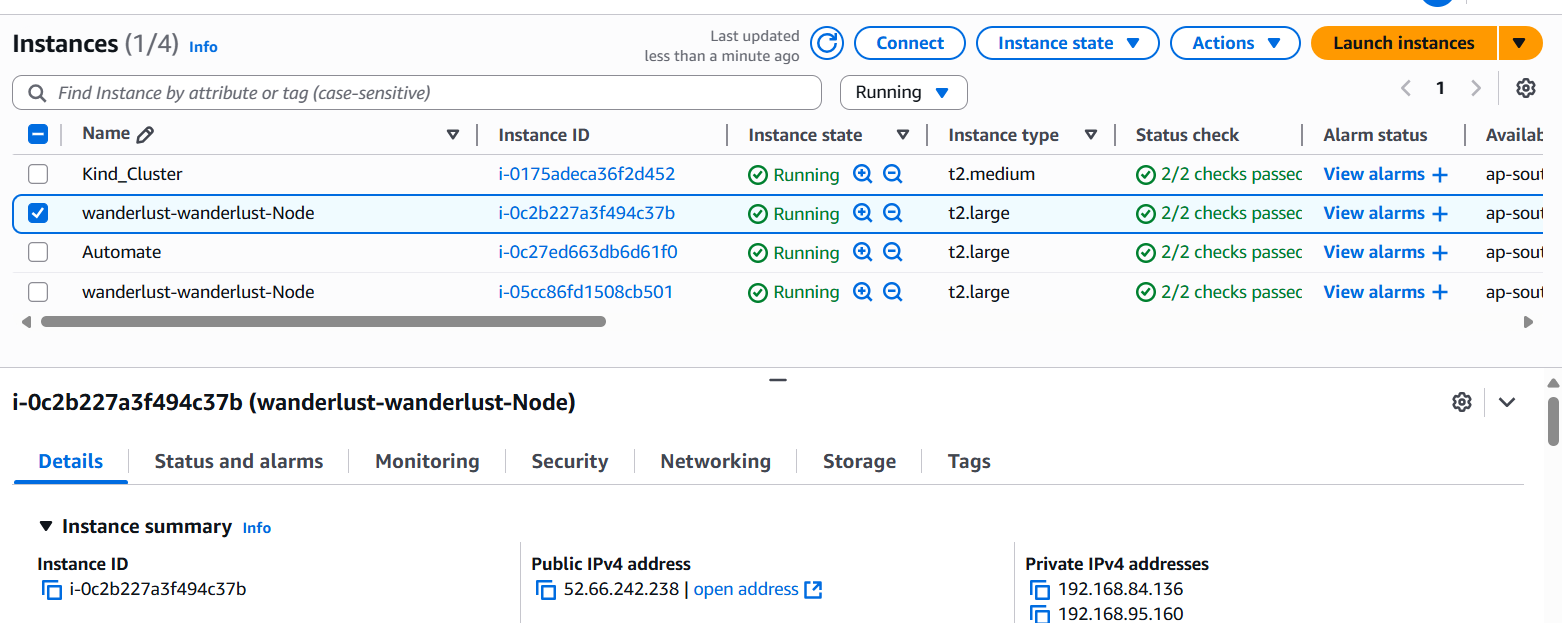 Instances (1/4) Info
Last updated
less than a minute ago
Connect
Instance state
Actions
Launch instances
Find Instance by attribute or tag (case-sensitive)
Running
1
Name Instance ID Instance state Instance type Status check Alarm status Availab
Kind_Cluster i-0175adeca36f2d452 Running t2.medium 2/2 checks passec View alarms + ap-sout
wanderlust-wanderlust-Node i-0c2b227a3f494c37b Running t2.large 2/2 checks passec View alarms + ap-sout
Automate i-0c27ed663db6d61f0 Running t2.large 2/2 checks passec View alarms + ap-sout
wanderlust-wanderlust-Node i-05cc86fd1508cb501 Running t2.large 2/2 checks passec View alarms + ap-sout
i-0c2b227a3f494c37b (wanderlust-wanderlust-Node)
Details Status and alarms Monitoring Security Networking Storage Tags
Instance summary Info
Instance ID
i-0c2b227a3f494c37b
Public IPv4 address
52.66.242.238 | open address
Private IPv4 addresses
192.168.84.136
192.168.95.160